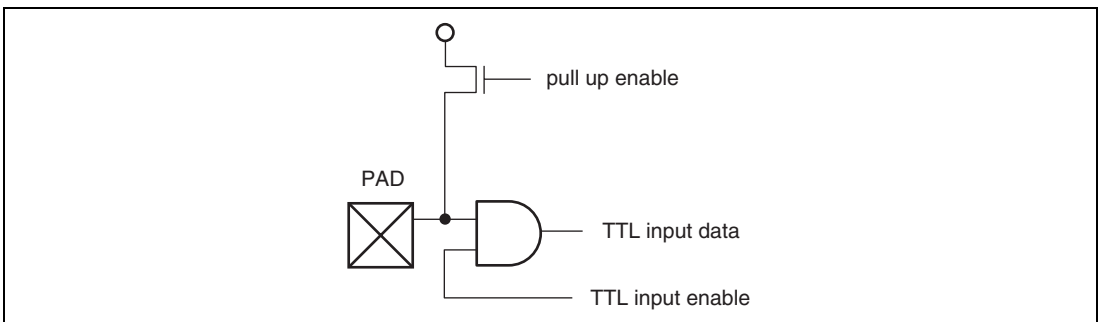 pull up enable
PAD
TTL input data
TTL input enable